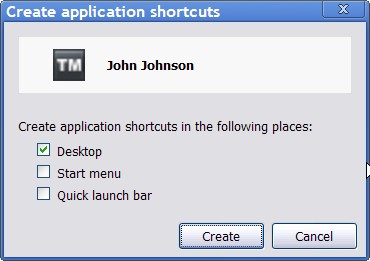 Create application shortcuts
X
TM
John Johnson
Create application shortcuts in the following places:
Desktop
Start menu
Quick launch bar
Create
Cancel